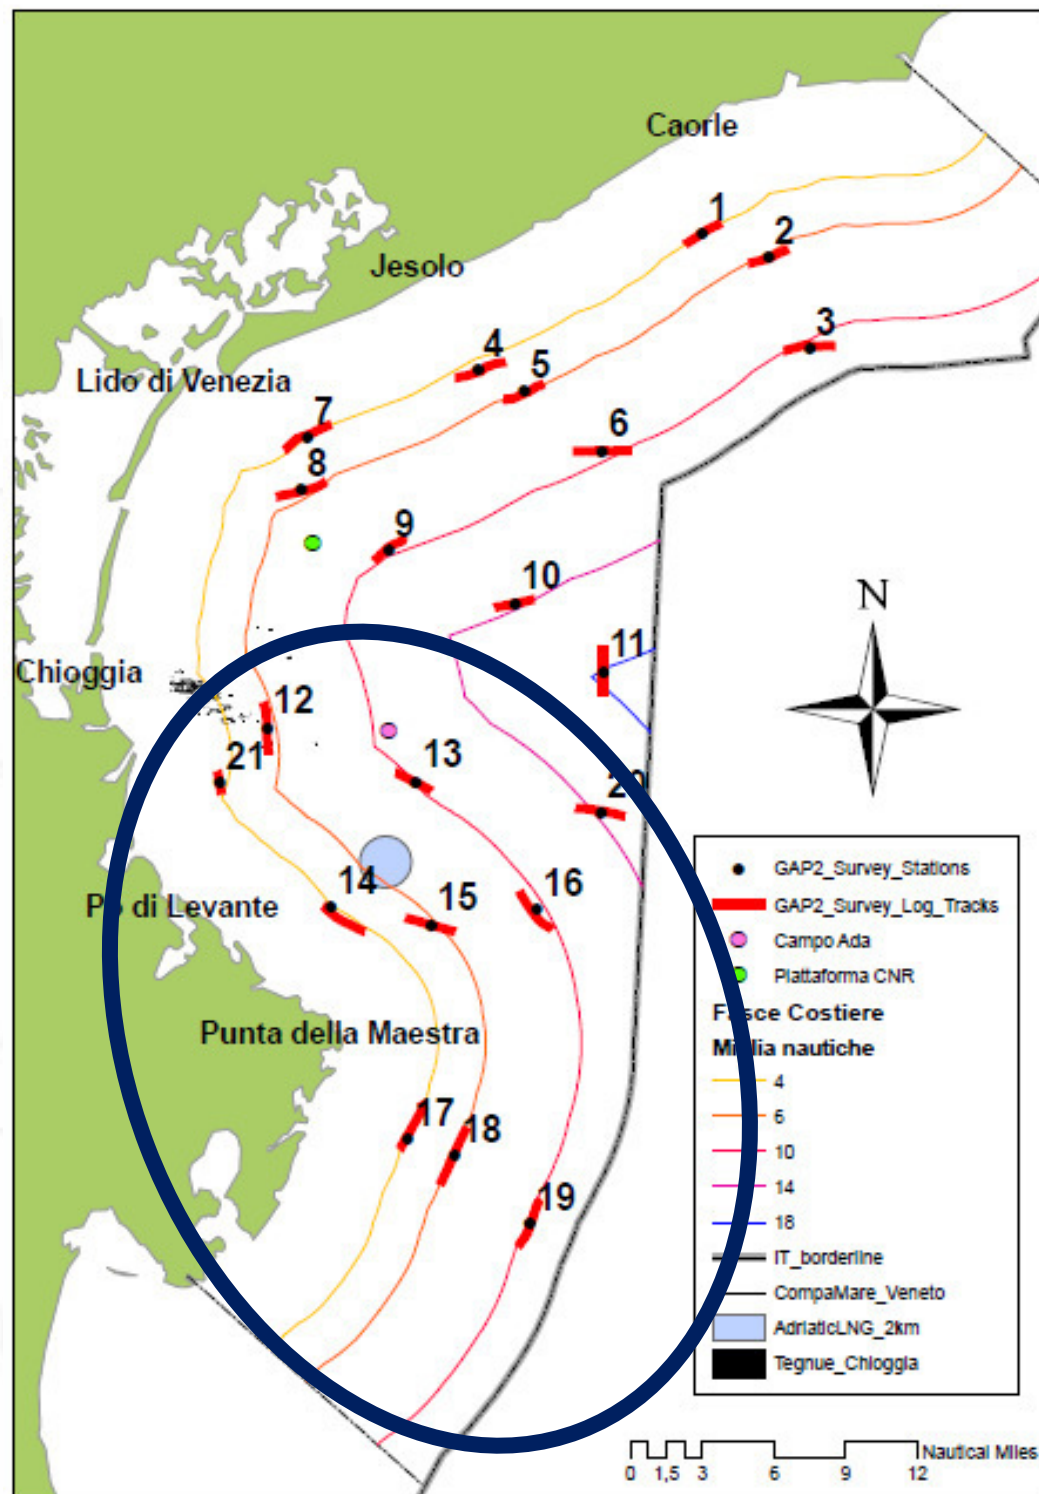 Caorle
1
2
Jesolo
3
4
5
Lido di Venezia
7
6
8
9
10
N
11
Chioggia
12
21
13
20
14
15
16
Po di Levante
Punta della Maestra
17
18
19
GAP2_Survey_Stations
GAP2_Survey_Log_Tracks
Campo Ada
Piattaforma CNR
Fasce Costiere
Miglia nautiche
4
6
10
14
18
IT_borderline
CompaMare_Veneto
AdriaticLNG_2km
Tegnue_Chioggia
Nautical Miles
0 1,5 3 6 9 12